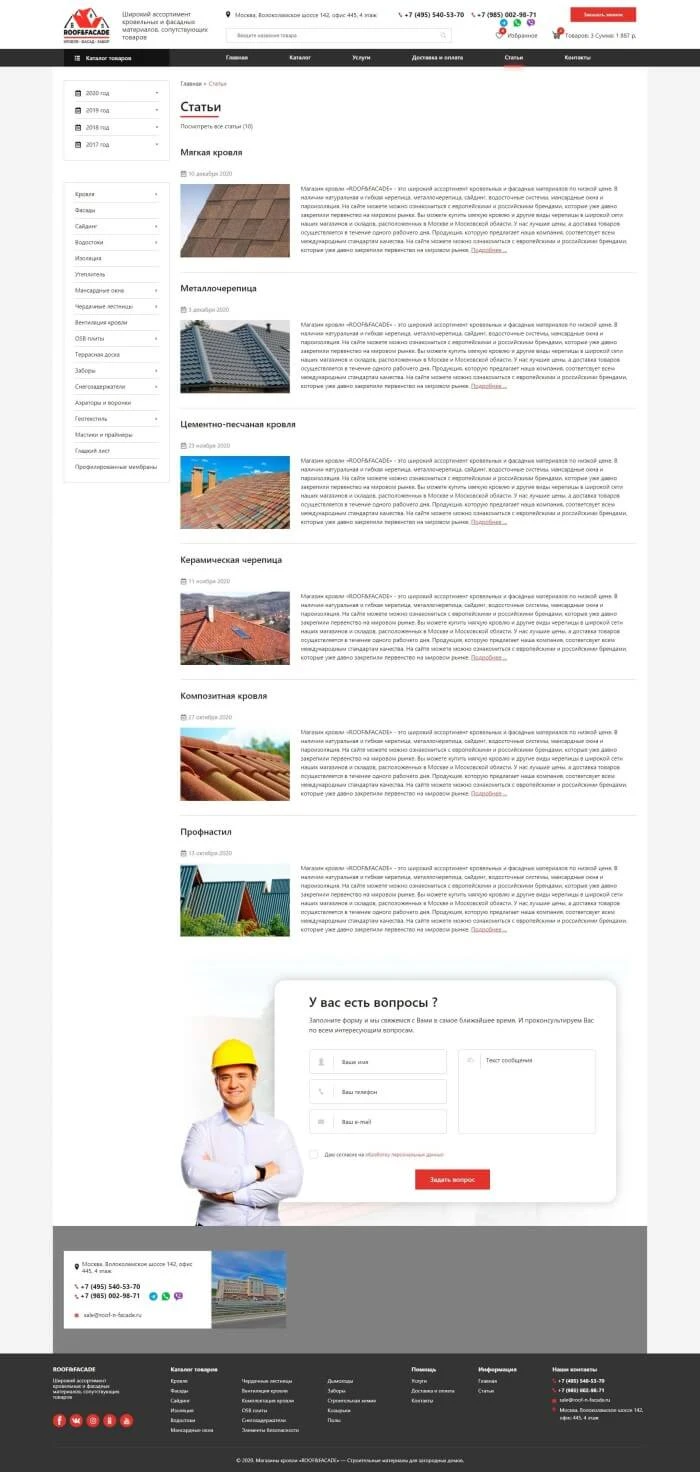 ROOF&FACADE
КРОВЛЯ · ФАСАД · ЗАБОР
Широкий ассортимент
кровельных и фасадных
материалов, сопутствующих
товаров
Москва, Волоколамское шоссе 142, офис 445, 4 этаж
+7 (495) 540-53-70
+7 (985) 002-98-71
Заказать звонок
Введите название товара
Избранное
Товаров: 3 Сумма: 1 887 р.
Каталог товаров
Главная
Каталог
Услуги
Доставка и оплата
Статьи
Контакты
2020 год
2019 год
2018 год
2017 год
Кровля
Фасады
Сайдинг
Водостоки
Изоляция
Утеплитель
Мансардные окна
Чердачные лестницы
Вентиляция кровли
OSB плиты
Террасная доска
Заборы
Снегозадержатели
Аэраторы и воронки
Геотекстиль
Мастики и праймеры
Гладкий лист
Профилированные мембраны
Главная » Статьи
Статьи
Посмотреть все статьи (10)
Мягкая кровля
10 декабря 2020
Магазин кровли «ROOF&FACADE» - это широкий ассортимент кровельных и фасадных материалов по низкой цене. В
наличии натуральная и гибкая черепица, металлочерепица, сайдинг, водосточные системы, мансардные окна и
пароизоляция. На сайте можете можно ознакомиться с европейскими и российскими брендами, которые уже давно
закрепили первенство на мировом рынке. Вы можете купить мягкую кровлю и другие виды черепицы в широкой сети
наших магазинов и складов, расположенных в Москве и Московской области. У нас лучшие цены, а доставка товаров
осуществляется в течение одного рабочего дня. Продукция, которую предлагает наша компания, соответсвует всем
международным стандартам качества. На сайте можете можно ознакомиться с европейскими и российскими брендами,
которые уже давно закрепили первенство на мировом рынке. Подробнее ...
Металлочерепица
3 декабря 2020
Магазин кровли «ROOF&FACADE» - это широкий ассортимент кровельных и фасадных материалов по низкой цене. В
наличии натуральная и гибкая черепица, металлочерепица, сайдинг, водосточные системы, мансардные окна и
пароизоляция. На сайте можете можно ознакомиться с европейскими и российскими брендами, которые уже давно
закрепили первенство на мировом рынке. Вы можете купить мягкую кровлю и другие виды черепицы в широкой сети
наших магазинов и складов, расположенных в Москве и Московской области. У нас лучшие цены, а доставка товаров
осуществляется в течение одного рабочего дня. Продукция, которую предлагает наша компания, соответсвует всем
международным стандартам качества. На сайте можете можно ознакомиться с европейскими и российскими брендами,
которые уже давно закрепили первенство на мировом рынке. Подробнее ...
Цементно-песчаная кровля
23 ноября 2020
Магазин кровли «ROOF&FACADE» - это широкий ассортимент кровельных и фасадных материалов по низкой цене. В
наличии натуральная и гибкая черепица, металлочерепица, сайдинг, водосточные системы, мансардные окна и
пароизоляция. На сайте можете можно ознакомиться с европейскими и российскими брендами, которые уже давно
закрепили первенство на мировом рынке. Вы можете купить мягкую кровлю и другие виды черепицы в широкой сети
наших магазинов и складов, расположенных в Москве и Московской области. У нас лучшие цены, а доставка товаров
осуществляется в течение одного рабочего дня. Продукция, которую предлагает наша компания, соответсвует всем
международным стандартам качества. На сайте можете можно ознакомиться с европейскими и российскими брендами,
которые уже давно закрепили первенство на мировом рынке. Подробнее ...
Керамическая черепица
11 ноября 2020
Магазин кровли «ROOF&FACADE» - это широкий ассортимент кровельных и фасадных материалов по низкой цене. В
наличии натуральная и гибкая черепица, металлочерепица, сайдинг, водосточные системы, мансардные окна и
пароизоляция. На сайте можете можно ознакомиться с европейскими и российскими брендами, которые уже давно
закрепили первенство на мировом рынке. Вы можете купить мягкую кровлю и другие виды черепицы в широкой сети
наших магазинов и складов, расположенных в Москве и Московской области. У нас лучшие цены, а доставка товаров
осуществляется в течение одного рабочего дня. Продукция, которую предлагает наша компания, соответсвует всем
международным стандартам качества. На сайте можете можно ознакомиться с европейскими и российскими брендами,
которые уже давно закрепили первенство на мировом рынке. Подробнее ...
Композитная кровля
27 октября 2020
Магазин кровли «ROOF&FACADE» - это широкий ассортимент кровельных и фасадных материалов по низкой цене. В
наличии натуральная и гибкая черепица, металлочерепица, сайдинг, водосточные системы, мансардные окна и
пароизоляция. На сайте можете можно ознакомиться с европейскими и российскими брендами, которые уже давно
закрепили первенство на мировом рынке. Вы можете купить мягкую кровлю и другие виды черепицы в широкой сети
наших магазинов и складов, расположенных в Москве и Московской области. У нас лучшие цены, а доставка товаров
осуществляется в течение одного рабочего дня. Продукция, которую предлагает наша компания, соответсвует всем
международным стандартам качества. На сайте можете можно ознакомиться с европейскими и российскими брендами,
которые уже давно закрепили первенство на мировом рынке. Подробнее ...
Профнастил
13 октября 2020
Магазин кровли «ROOF&FACADE» - это широкий ассортимент кровельных и фасадных материалов по низкой цене. В
наличии натуральная и гибкая черепица, металлочерепица, сайдинг, водосточные системы, мансардные окна и
пароизоляция. На сайте можете можно ознакомиться с европейскими и российскими брендами, которые уже давно
закрепили первенство на мировом рынке. Вы можете купить мягкую кровлю и другие виды черепицы в широкой сети
наших магазинов и складов, расположенных в Москве и Московской области. У нас лучшие цены, а доставка товаров
осуществляется в течение одного рабочего дня. Продукция, которую предлагает наша компания, соответсвует всем
международным стандартам качества. На сайте можете можно ознакомиться с европейскими и российскими брендами,
которые уже давно закрепили первенство на мировом рынке. Подробнее ...
У вас есть вопросы ?
Заполните форму и мы свяжемся с Вами в самое ближайшее время. И проконсультируем Вас
по всем интересующим вопросам.
Ваше имя
Ваш телефон
Ваш e-mail
Текст сообщения
Даю согласие на обработку персональных данных
Задать вопрос
Москва, Волоколамское шоссе 142, офис
445, 4 этаж
+7 (495) 540-53-70
+7 (985) 002-98-71
sale@roof-n-facade.ru
ROOF&FACADE
Широкий ассортимент
кровельных и фасадных
материалов, сопутствующих
товаров
Каталог товаров
Кровля
Фасады
Сайдинг
Изоляция
Водостоки
Мансардные окна
Чердачные лестницы
Вентиляция кровли
Комплектация кровли
OSB плиты
Снегозадержатели
Элементы безопасности
Дымоходы
Заборы
Строительная химия
Козырьки
Полы
Помощь
Услуги
Доставка и оплата
Контакты
Информация
Главная
Статьи
Наши контакты
+7 (495) 540-53-70
+7 (985) 002-98-71
sale@roof-n-facade.ru
Москва, Волоколамское шоссе 142,
офис 445, 4 этаж
© 2020. Магазины кровли «ROOF&FACADE» — Строительные материалы для загородных домов.